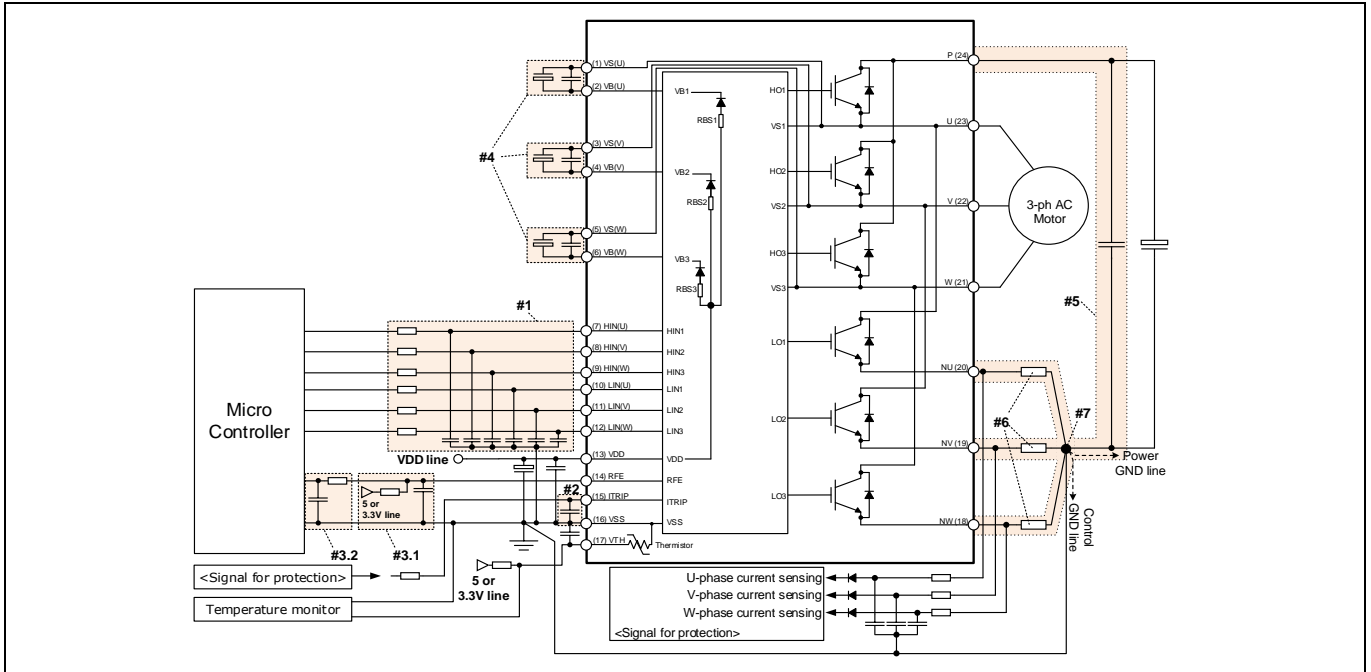 (1) VS(U)
(2) VB(U)
(3) VS(V)
(4) VB(V)
(5) VS(W)
(6) VB(W)
#4
VB1
RBS1
VB2
RBS2
VB3
RBS3
HO1
VS1
HO2
VS2
HO3
VS3
LO1
LO2
LO3
P (24)
U (23)
V (22)
W (21)
3-ph AC
Motor
#5
NU (20)
NV (19)
NW (18)
#6
#7
Power
GND line
Control
GND line
Micro
Controller
#1
(7) HIN(U)
(8) HIN(V)
(9) HIN(W)
(10) LIN(U)
(11) LIN(V)
(12) LIN(W)
(13) VDD
(14) RFE
(15) ITRIP
(16) VSS
(17) VTH
HIN1
HIN2
HIN3
LIN1
LIN2
LIN3
VDD
RFE
ITRIP
VSS
Thermistor
VDD line
#2
5 or
3.3V line
#3.2
#3.1
<Signal for protection>
5 or
3.3V line
Temperature monitor
U-phase current sensing
V-phase current sensing
W-phase current sensing
<Signal for protection>